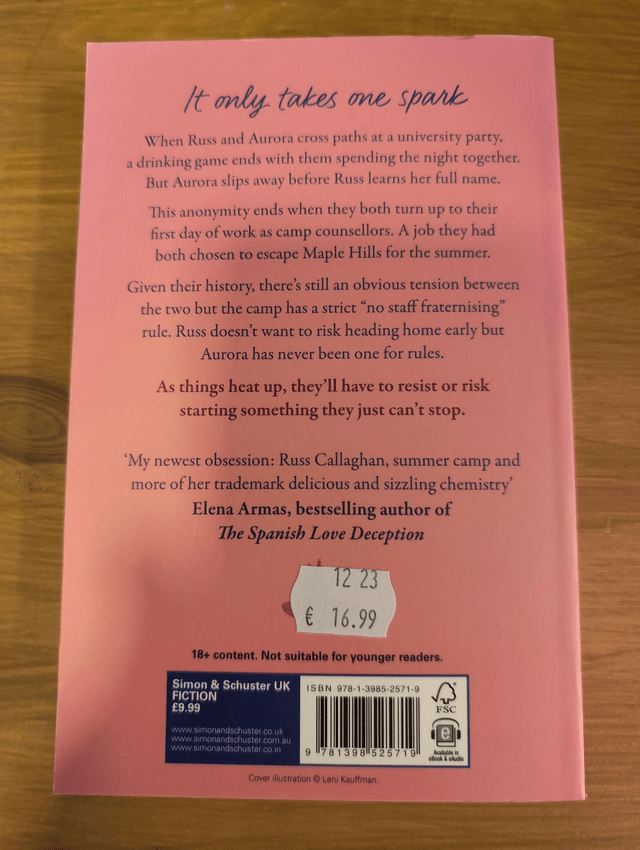 It only takes one spark
When Russ and Aurora cross paths at a university party,
a drinking game ends with them spending the night together.
But Aurora slips away before Russ learns her full name.
This anonymity ends when they both turn up to their
first day of work as camp counsellors. A job they had
both chosen to escape Maple Hills for the summer.
Given their history, there's still an obvious tension between
the two but the camp has a strict “no staff fraternising”
rule. Russ doesn't want to risk heading home early but
Aurora has never been one for rules.
As things heat up, they'll have to resist or risk
starting something they just can't stop.
‘My newest obsession: Russ Callaghan, summer camp and
more of her trademark delicious and sizzling chemistry’
Elena Armas, bestselling author of
The Spanish Love Deception
12 23
€ 16.99
18+ content. Not suitable for younger readers.
Simon & Schuster UK
FICTION
£9.99
www.simonandschuster.co.uk
www.simonandschuster.com.au
www.simonandschuster.co.in
ISBN 978-1-3985-2571-9
9 781398 525719
FSC
e
Available in
eBook & eAudio
Cover illustration © Leni Kauffman.